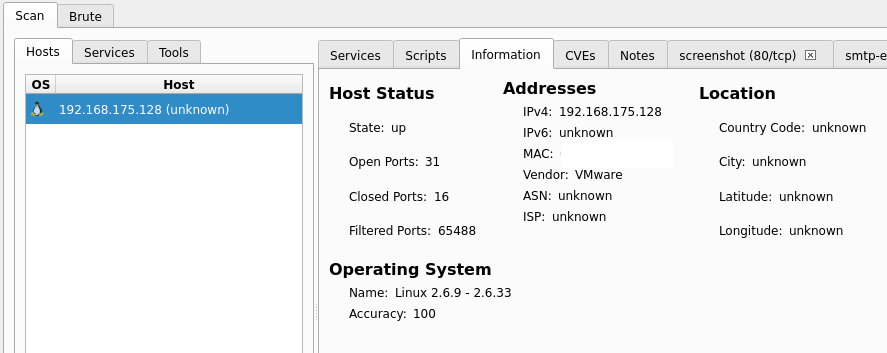 Scan Brute
Hosts Services Tools
OS Host
192.168.175.128 (unknown)
Services Scripts Information CVEs Notes screenshot (80/tcp) smtp-e
Host Status
State: up
Open Ports: 31
Closed Ports: 16
Filtered Ports: 65488
Addresses
IPv4: 192.168.175.128
IPv6: unknown
MAC:
Vendor: VMware
ASN: unknown
ISP: unknown
Location
Country Code: unknown
City: unknown
Latitude: unknown
Longitude: unknown
Operating System
Name: Linux 2.6.9 - 2.6.33
Accuracy: 100